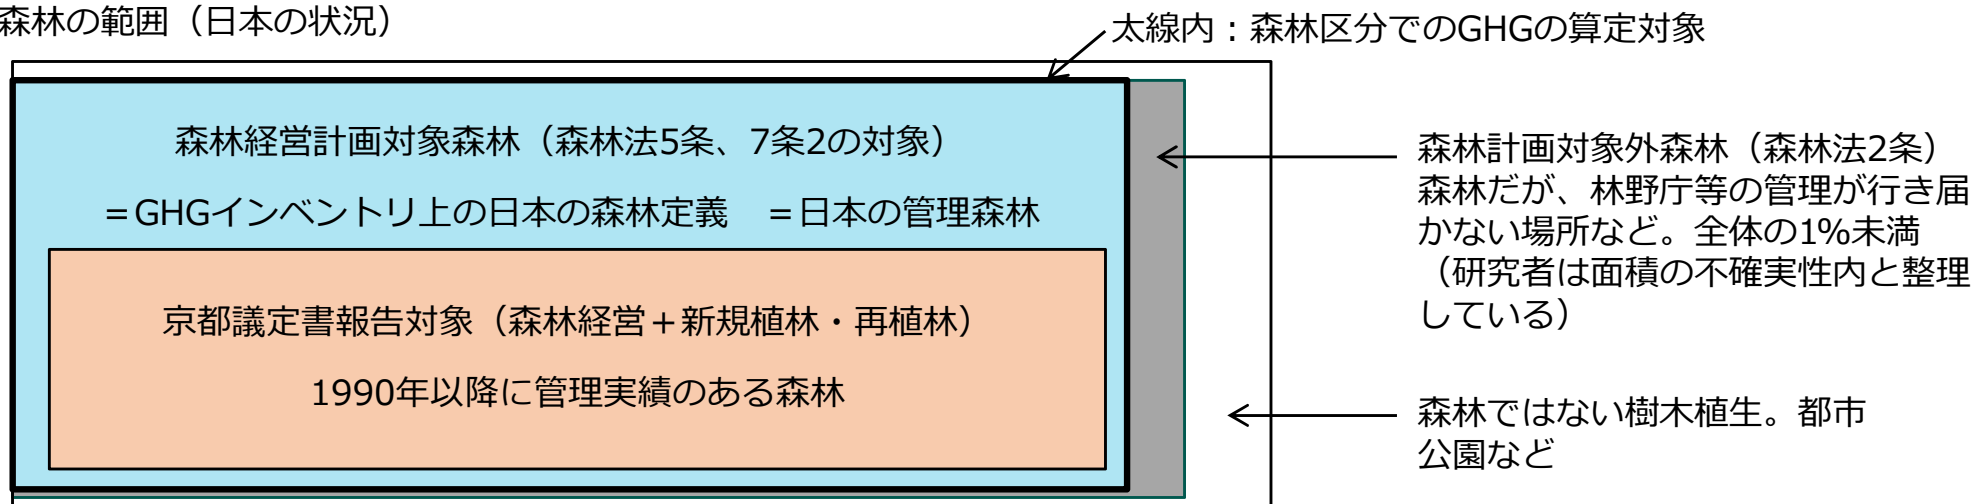 森林の範囲（日本の状況）
太線内：森林区分でのGHGの算定対象
森林経営計画対象森林（森林法5条、7条2の対象）
＝GHGインベントリ上の日本の森林定義　＝日本の管理森林
京都議定書報告対象（森林経営＋新規植林・再植林）
1990年以降に管理実績のある森林
森林計画対象外森林（森林法2条）
森林だが、林野庁等の管理が行き届
かない場所など。全体の1%未満
（研究者は面積の不確実性内と整理
している）
森林ではない樹木植生。都市
公園など